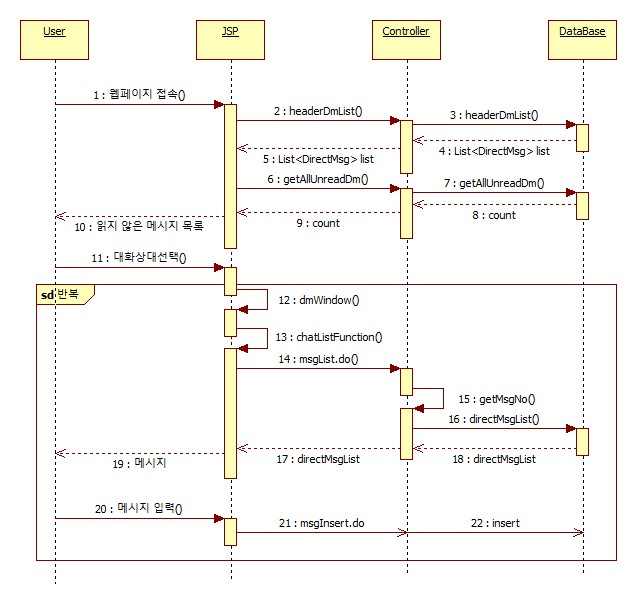 User
JSP
Controller
DataBase
1 : 웹페이지 접속()
2 : headerDmList()
3 : headerDmList()
4 : List<DirectMsg> list
5 : List<DirectMsg> list
6 : getAllUnreadDm()
7 : getAllUnreadDm()
8 : count
9 : count
10 : 읽지 않은 메시지 목록
11 : 대화상대선택()
sd 반복
12 : dmWindow()
13 : chatListFunction()
14 : msgList.do()
15 : getMsgNo()
16 : directMsgList()
17 : directMsgList
18 : directMsgList
19 : 메시지
20 : 메시지 입력()
21 : msgInsert.do
22 : insert